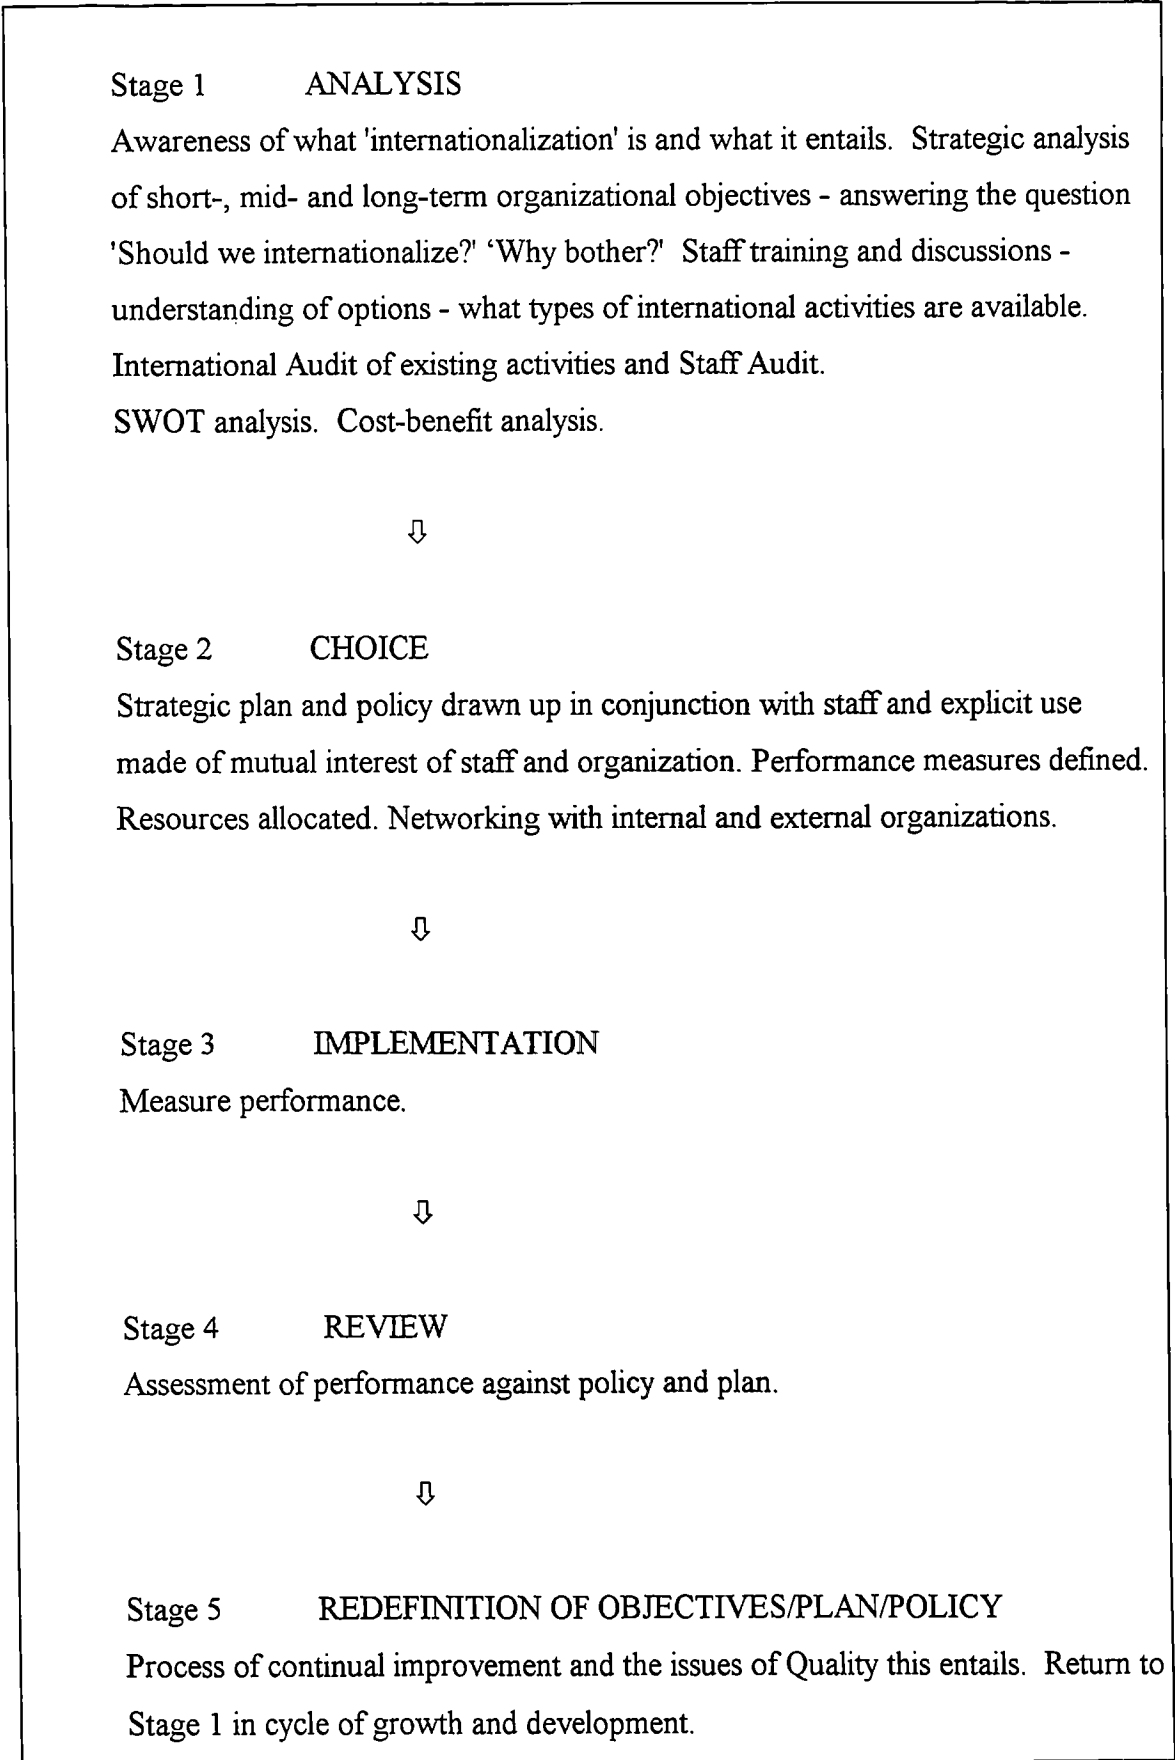 Stage 1 ANALYSIS
Awareness of what 'internationalization' is and what it entails. Strategic analysis
of short-, mid- and long-term organizational objectives - answering the question
'Should we internationalize?' ‘Why bother?' Staff training and discussions -
understanding of options - what types of international activities are available.
International Audit of existing activities and Staff Audit.
SWOT analysis. Cost-benefit analysis.
⇩
Stage 2 CHOICE
Strategic plan and policy drawn up in conjunction with staff and explicit use
made of mutual interest of staff and organization. Performance measures defined.
Resources allocated. Networking with internal and external organizations.
⇩
Stage 3 IMPLEMENTATION
Measure performance.
⇩
Stage 4 REVIEW
Assessment of performance against policy and plan.
⇩
Stage 5 REDEFINITION OF OBJECTIVES/PLAN/POLICY
Process of continual improvement and the issues of Quality this entails. Return to
Stage 1 in cycle of growth and development.